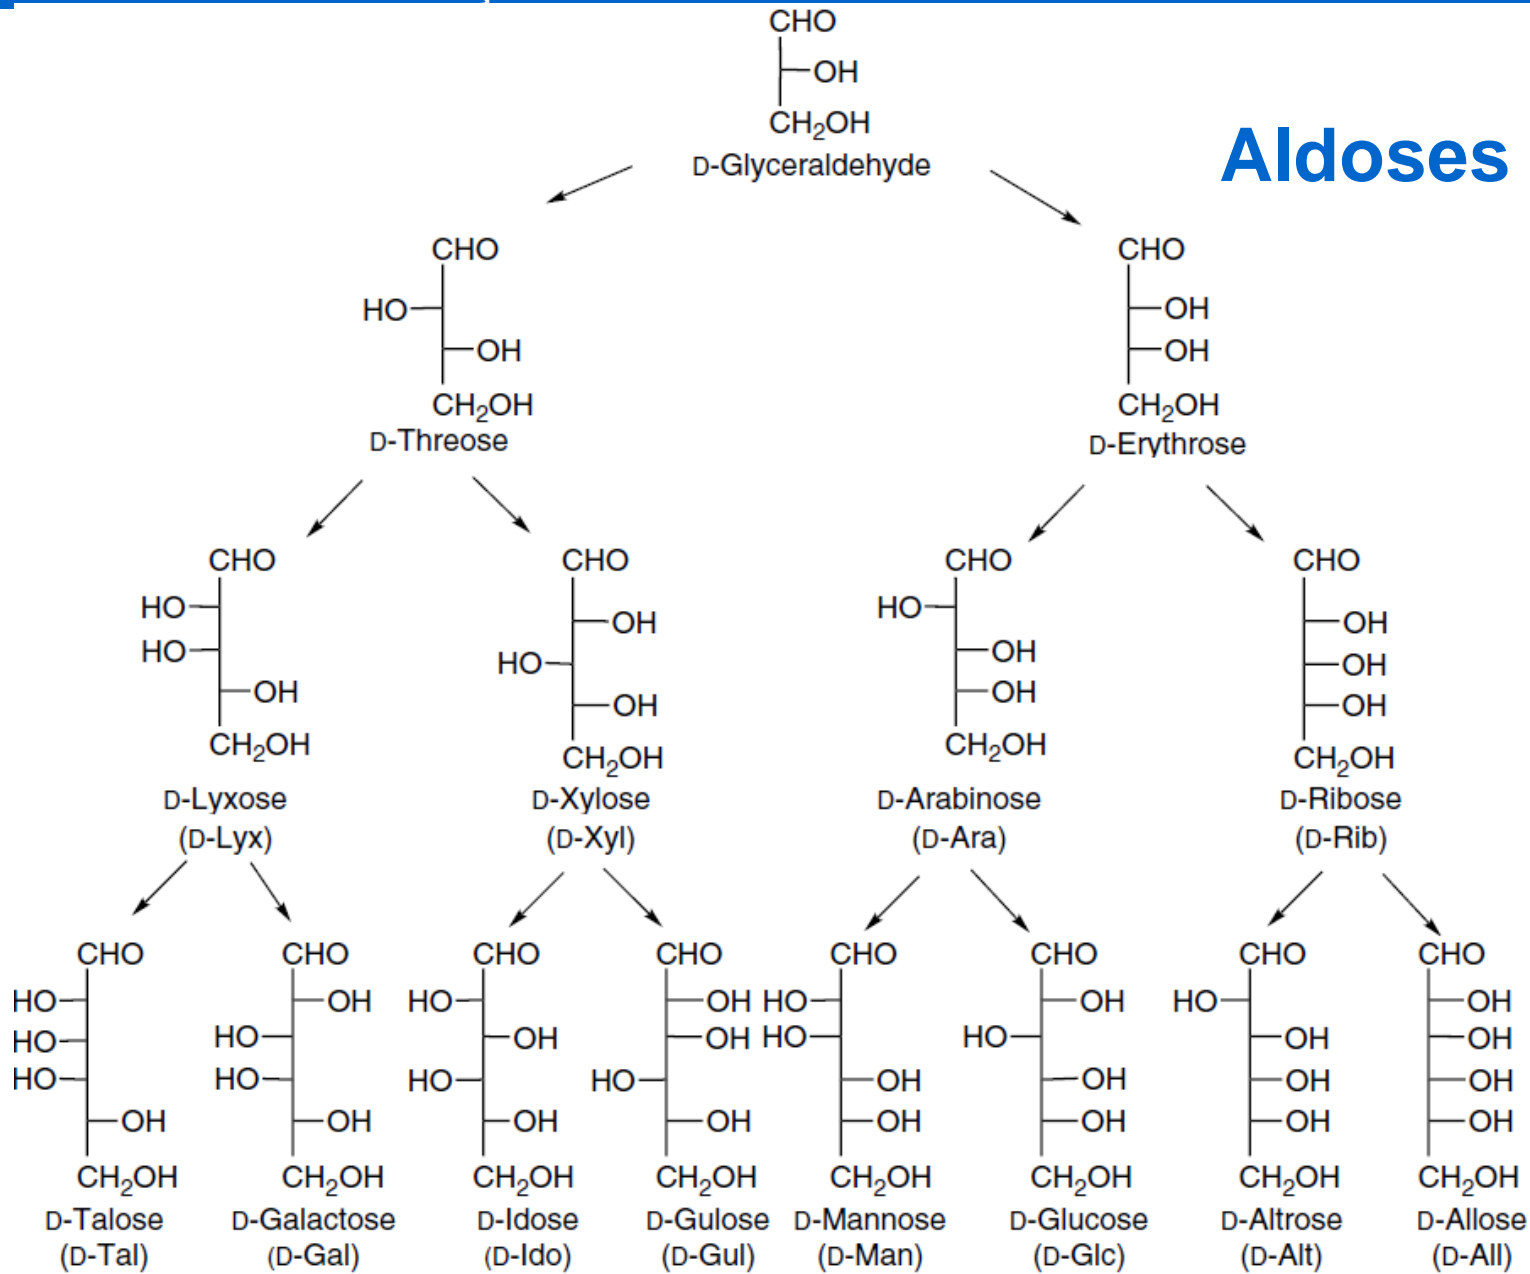 CHO
OH
CH₂OH
D-Glyceraldehyde
Aldoses
CHO
HO
OH
CH₂OH
D-Threose
CHO
OH
OH
CH₂OH
D-Erythrose
CHO
HO
HO
OH
CH₂OH
D-Lyxose
(D-Lyx)
CHO
OH
HO
OH
CH₂OH
D-Xylose
(D-Xyl)
CHO
HO
OH
OH
CH₂OH
D-Arabinose
(D-Ara)
CHO
OH
OH
OH
CH₂OH
D-Ribose
(D-Rib)
CHO
HO
HO
HO
OH
CH₂OH
D-Talose
(D-Tal)
CHO
OH
HO
HO
OH
CH₂OH
D-Galactose
(D-Gal)
CHO
HO
OH
HO
OH
CH₂OH
D-Idose
(D-Ido)
CHO
OH
OH
HO
OH
CH₂OH
D-Gulose
(D-Gul)
CHO
HO
HO
OH
OH
CH₂OH
D-Mannose
(D-Man)
CHO
OH
HO
OH
OH
CH₂OH
D-Glucose
(D-Glc)
CHO
HO
OH
OH
OH
CH₂OH
D-Altrose
(D-Alt)
CHO
OH
OH
OH
OH
CH₂OH
D-Allose
(D-All)